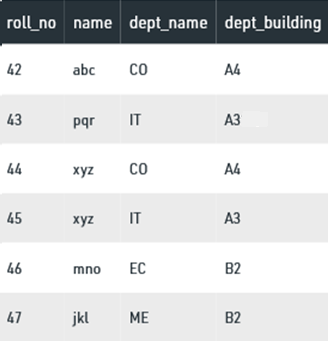 roll_no name dept_name dept_building
42 abc CO A4
43 pqr IT A3
44 xyz CO A4
45 xyz IT A3
46 mno EC B2
47 jkl ME B2